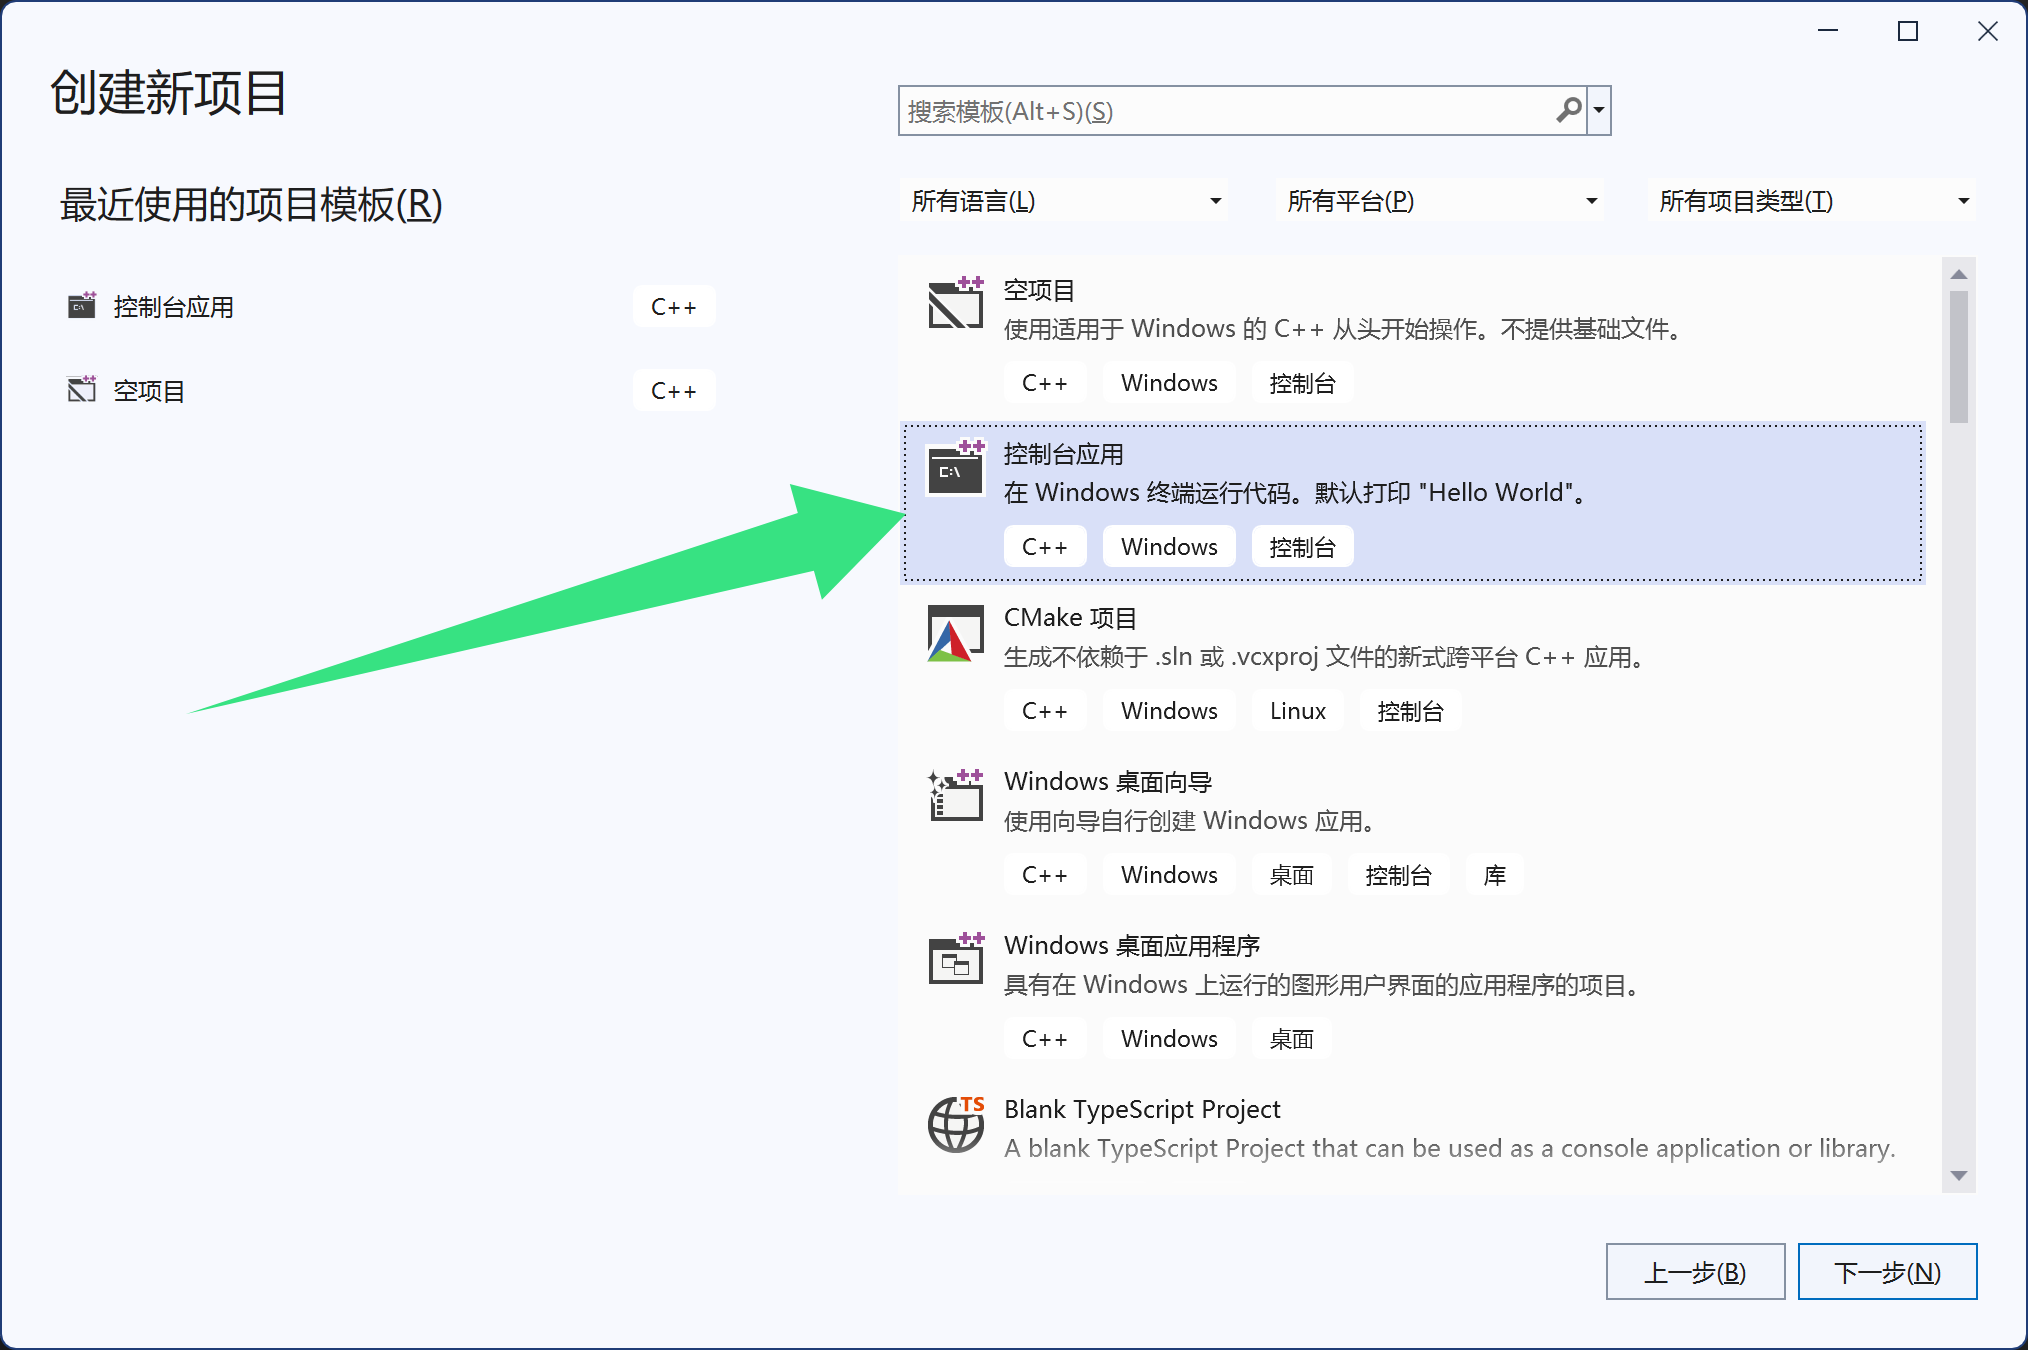 创建新项目
搜索模板(Alt+S)(S)
最近使用的项目模板(R)
所有语言(L)
所有平台(P)
所有项目类型(T)
控制台应用
C++
空项目
C++
空项目
使用适用于 Windows 的 C++ 从头开始操作。不提供基础文件。
C++ Windows 控制台
C:\
控制台应用
在 Windows 终端运行代码。默认打印 "Hello World"。
C++ Windows 控制台
CMake 项目
生成不依赖于 .sln 或 .vcxproj 文件的新式跨平台 C++ 应用。
C++ Windows Linux 控制台
Windows 桌面向导
使用向导自行创建 Windows 应用。
C++ Windows 桌面 控制台 库
Windows 桌面应用程序
具有在 Windows 上运行的图形用户界面的应用程序的项目。
C++ Windows 桌面
TS
Blank TypeScript Project
A blank TypeScript Project that can be used as a console application or library.
上一步(B)
下一步(N)